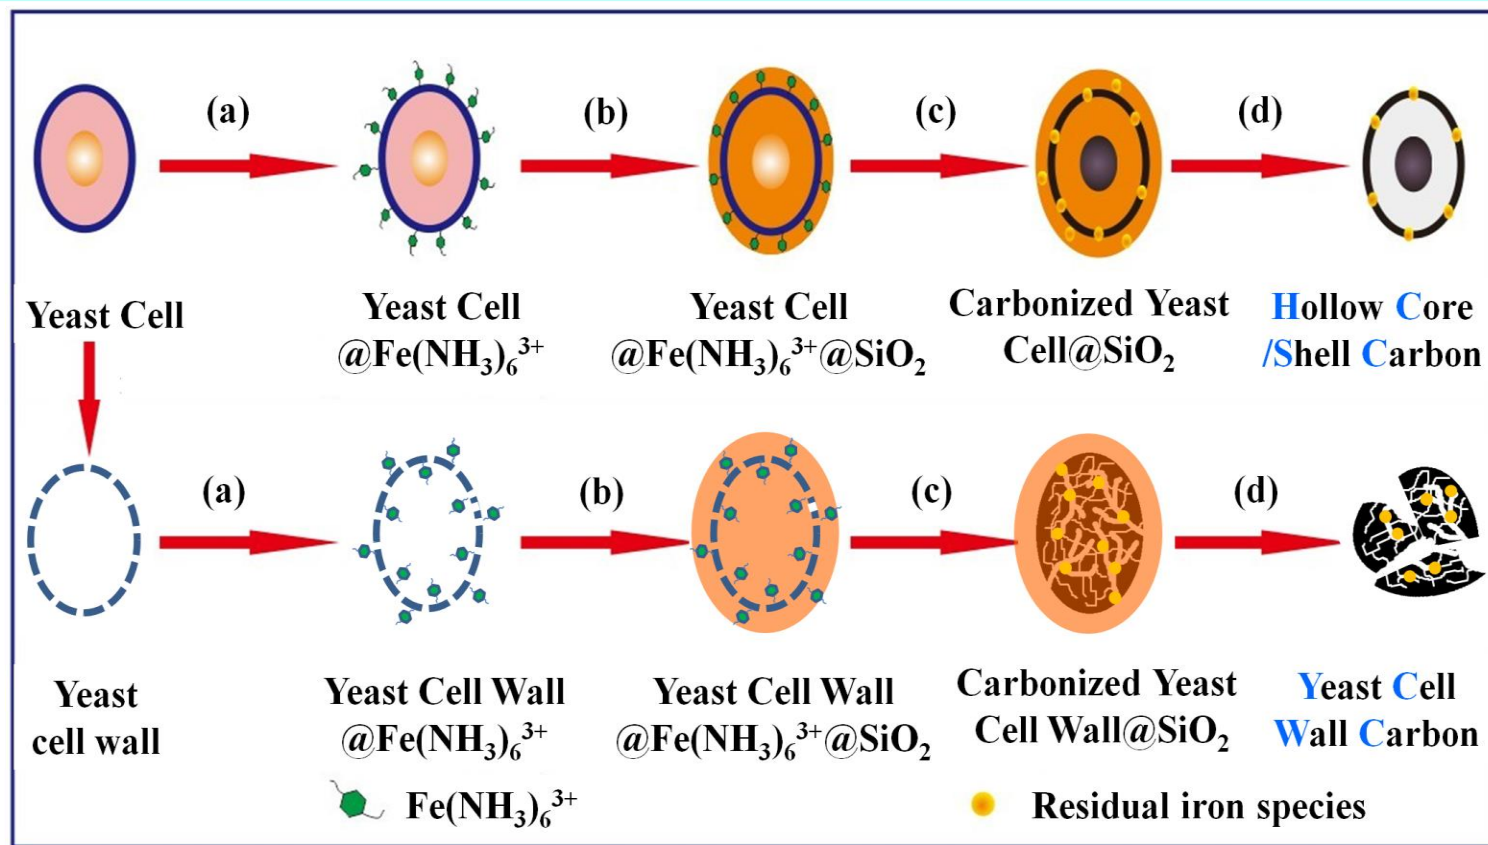 (a) (b) (c) (d)
Yeast Cell
Yeast Cell
@Fe(NH₃)₆³⁺
Yeast Cell
@Fe(NH₃)₆³⁺@SiO₂
Carbonized Yeast
Cell@SiO₂
Hollow Core
/Shell Carbon
(a) (b) (c) (d)
Yeast
cell wall
Yeast Cell Wall
@Fe(NH₃)₆³⁺
Yeast Cell Wall
@Fe(NH₃)₆³⁺@SiO₂
Carbonized Yeast
Cell Wall@SiO₂
Yeast Cell
Wall Carbon
Fe(NH₃)₆³⁺
Residual iron species